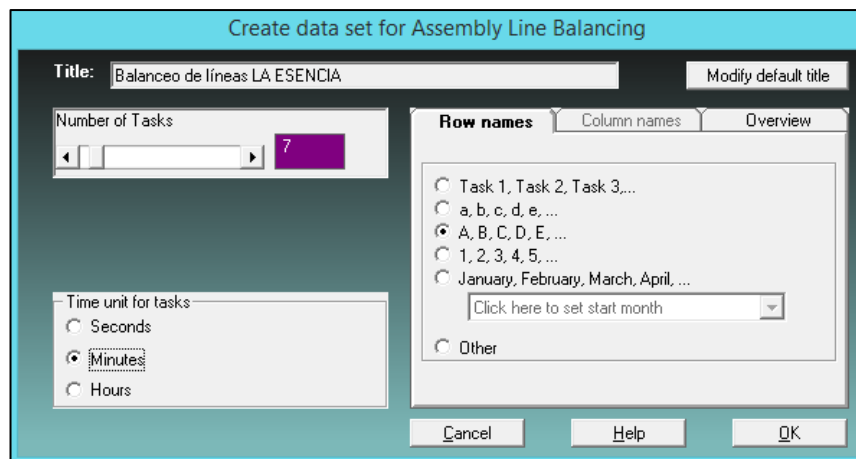 Create data set for Assembly Line Balancing
Title: Balanceo de líneas LA ESENCIA
Modify default title
Number of Tasks
7
Row names
Column names
Overview
Task 1, Task 2, Task 3,...
a, b, c, d, e, ...
A, B, C, D, E, ...
1, 2, 3, 4, 5, ...
January, February, March, April, ...
Click here to set start month
Other
Time unit for tasks
Seconds
Minutes
Hours
Cancel
Help
OK